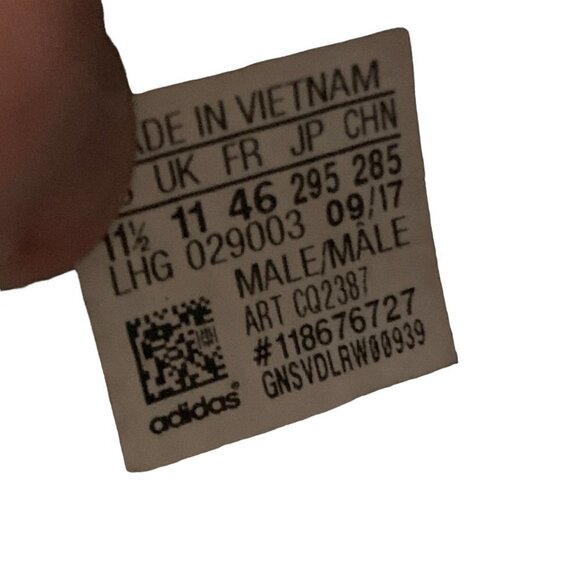 ADE IN VIETNAM
S UK FR JP CHN
11½ 11 46 295 285
LHG 029003 09/17
MALE/MÂLE
ART CQ2387
#118676727
GNSVDLRW00939
adidas®